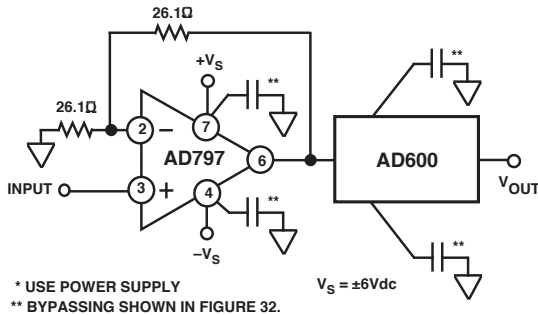 26.1Ω
**
+VS
**
26.1Ω
2
−
7
AD797
6
AD600
INPUT
3
+
4
VOUT
**
−VS
**
* USE POWER SUPPLY
** BYPASSING SHOWN IN FIGURE 32.
VS = ±6Vdc